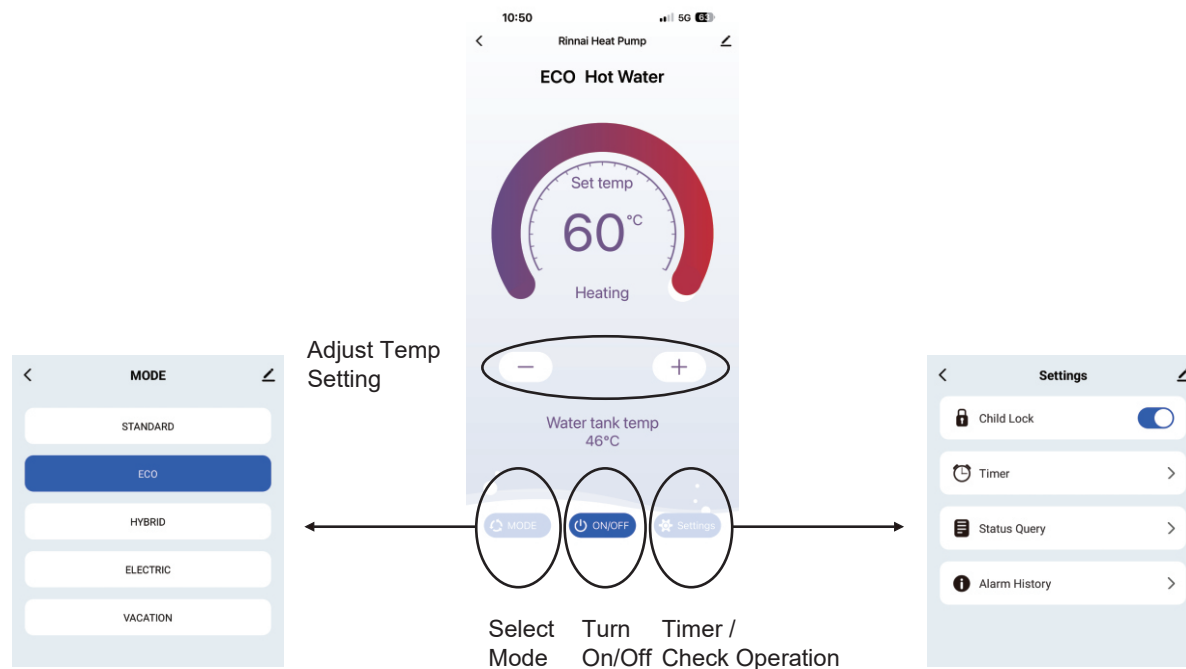 10:50
5G 63
Rinnai Heat Pump
ECO Hot Water
Set temp
60°C
Heating
Adjust Temp
Setting
Water tank temp
46°C
MODE
ON/OFF
Settings
Select
Mode
Turn
On/Off
Timer /
Check Operation
MODE
STANDARD
ECO
HYBRID
ELECTRIC
VACATION
Settings
Child Lock
Timer
Status Query
Alarm History